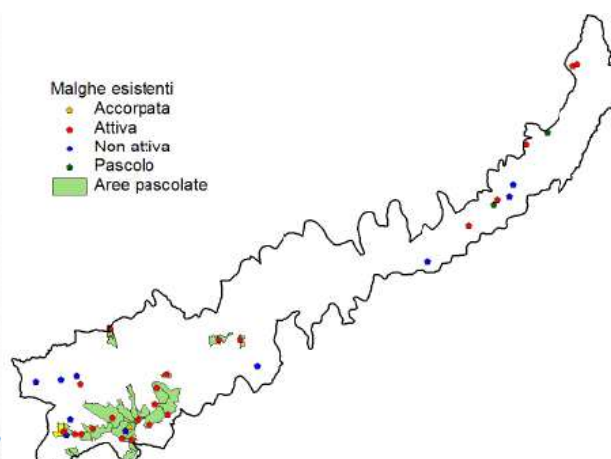 Malghe esistenti
Accorpata
Attiva
Non attiva
Pascolo
Aree pascolate